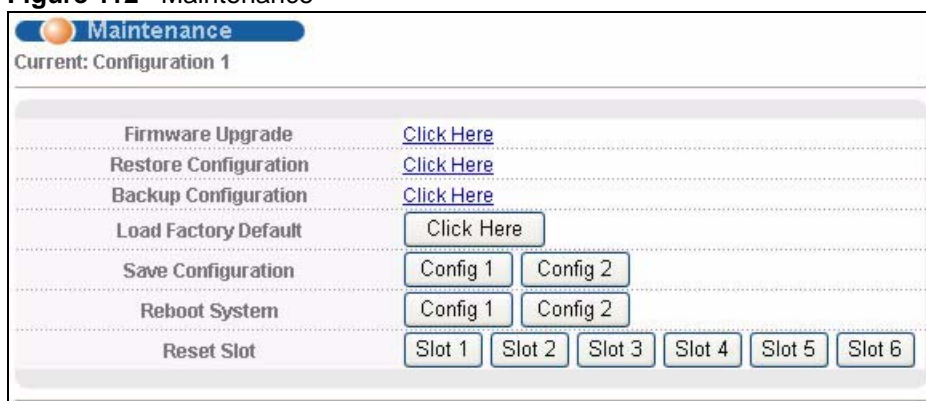 Figure 112 Maintenance
Maintenance
Current: Configuration 1
Firmware Upgrade Click Here
Restore Configuration Click Here
Backup Configuration Click Here
Load Factory Default Click Here
Save Configuration Config 1 Config 2
Reboot System Config 1 Config 2
Reset Slot Slot 1 Slot 2 Slot 3 Slot 4 Slot 5 Slot 6